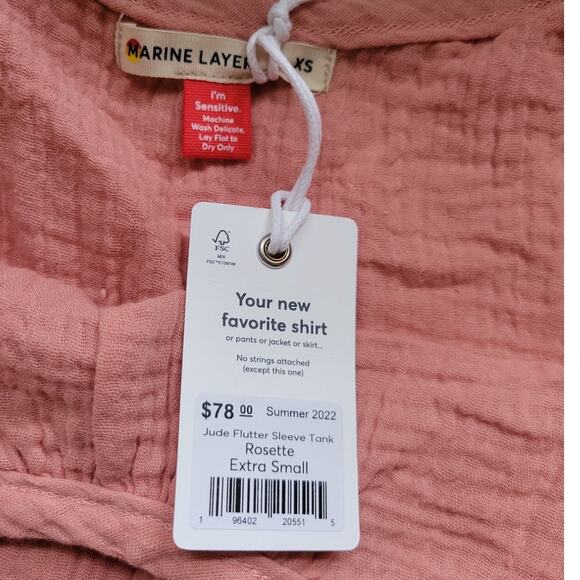 MARINE LAYER XS
I'm
Sensitive.
Machine
Wash Delicate,
Lay Flat to
Dry Only
FSC
MIX
Your new
favorite shirt
or pants or jacket or skirt...
No strings attached
(except this one)
$78 00 Summer 2022
Jude Flutter Sleeve Tank
Rosette
Extra Small
1 96402 20551 5